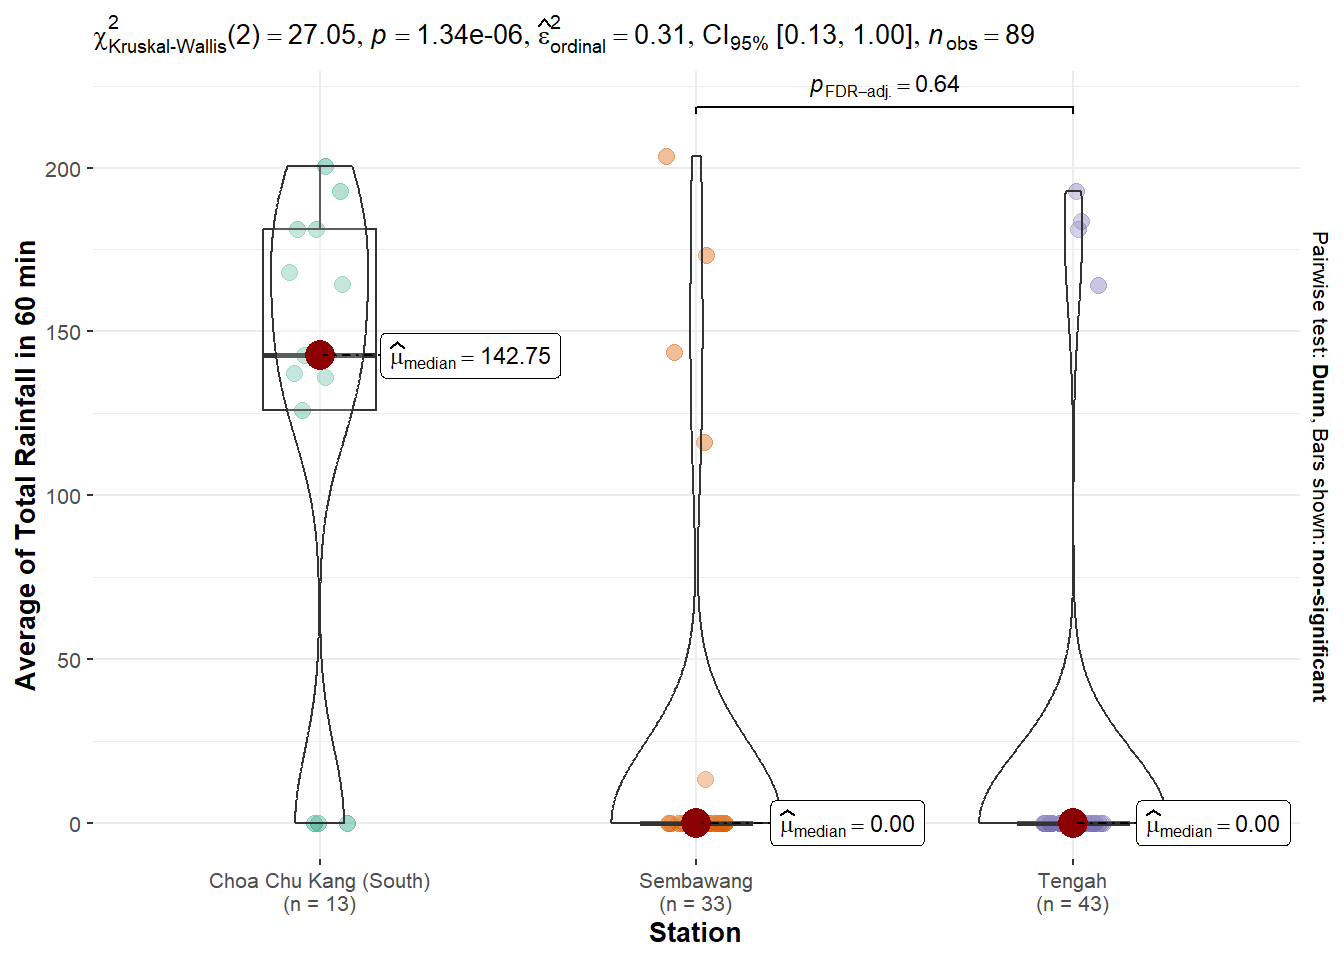 χ²Kruskal-Wallis(2) = 27.05, p = 1.34e-06, ε̂²ordinal = 0.31, CI95% [0.13, 1.00], nobs = 89
pFDR−adj. = 0.64
200
150
100
50
0
Average of Total Rainfall in 60 min
μ̂median = 142.75
μ̂median = 0.00
μ̂median = 0.00
Pairwise test: Dunn, Bars shown: non-significant
Choa Chu Kang (South)
(n = 13)
Sembawang
(n = 33)
Tengah
(n = 43)
Station